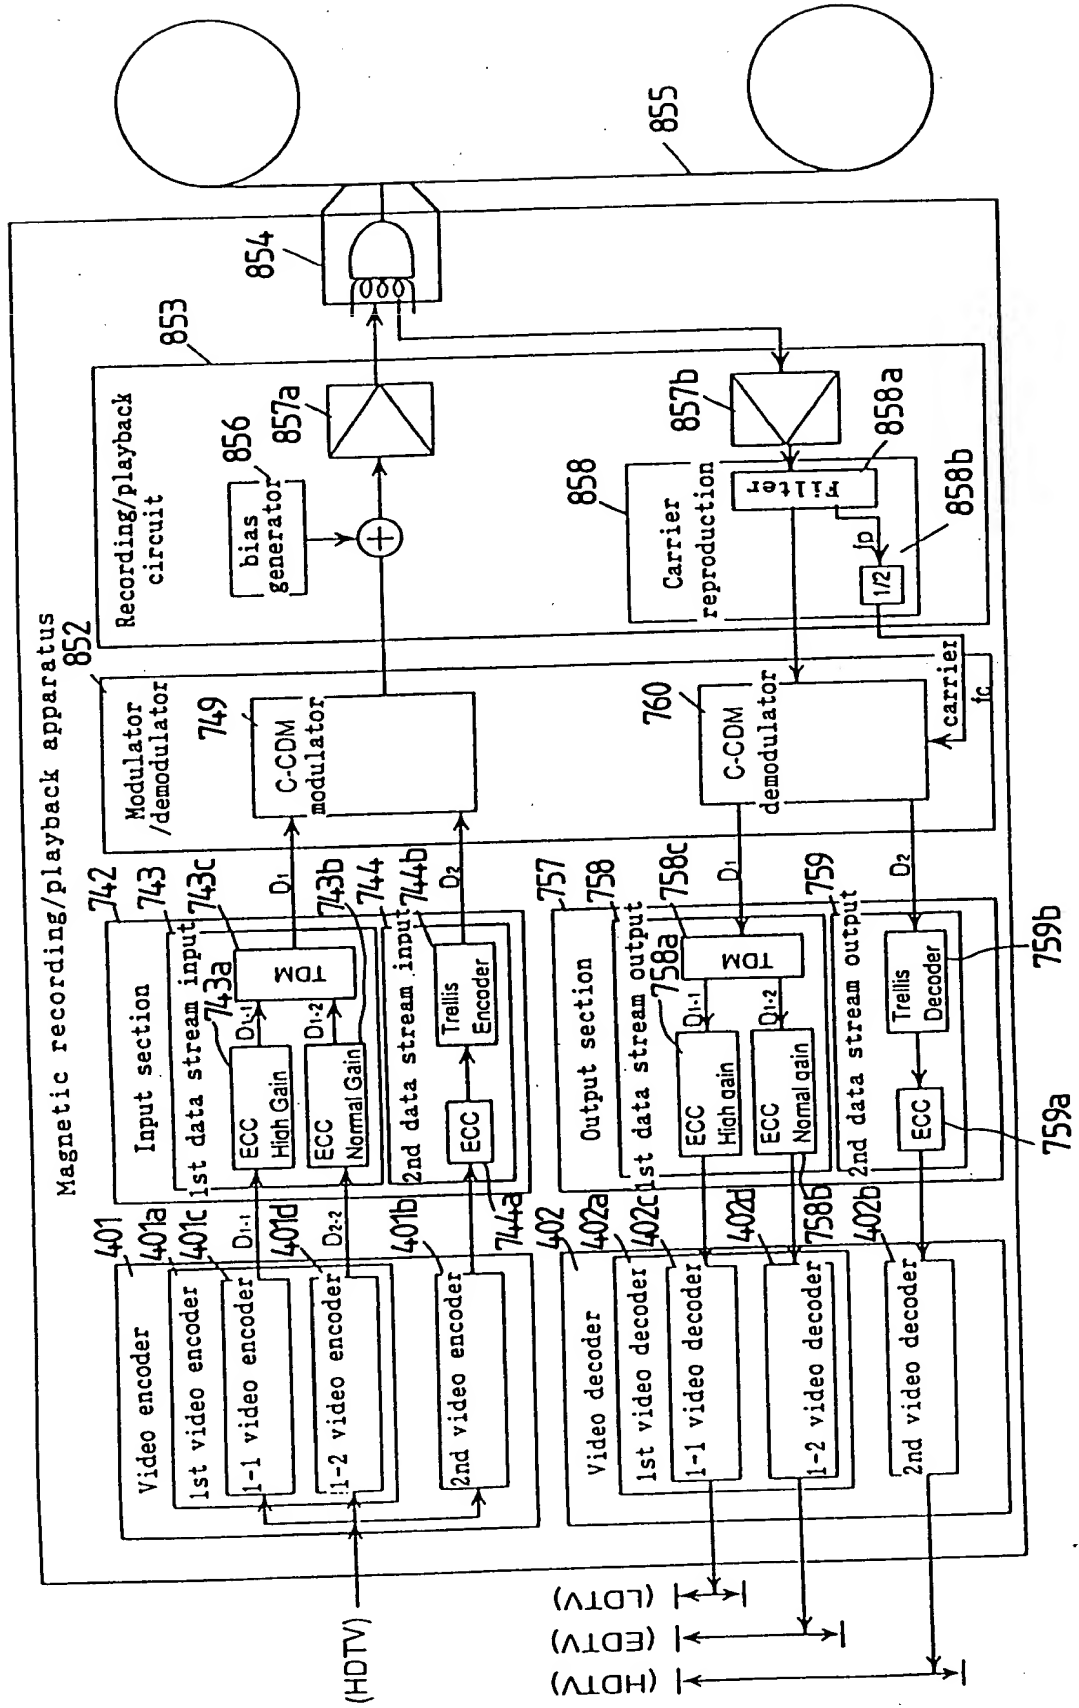 Magnetic recording/playback apparatus
401
Video encoder
401a
1st video encoder
401c
1-1 video encoder
401d
1-2 video encoder
401b
2nd video encoder
(HDTV)
D1-1
D2-2
742
Input section
743
1st data stream input
743a
743c
ECC
High Gain
D1-1
TDM
D1
ECC
Normal Gain
D1-2
743b
744
2nd data stream input
744b
ECC
744a
Trellis
Encoder
D2
852
Modulator
/demodulator
749
C-CDM
modulator
853
Recording/playback
circuit
856
bias
generator
+
857a
854
855
857b
858
Carrier
reproduction
Filter
858a
fp
1/2
858b
carrier
fc
760
C-CDM
demodulator
D1
D2
757
Output section
758
1st data stream output
758a
758c
ECC
High gain
D1-1
TDM
ECC
Normal gain
D1-2
758b
759
2nd data stream output
ECC
759a
Trellis
Decoder
759b
402
Video decoder
402a
1st video decoder
402c
1-1 video decoder
402d
1-2 video decoder
402b
2nd video decoder
(LDTV)
(EDTV)
(HDTV)